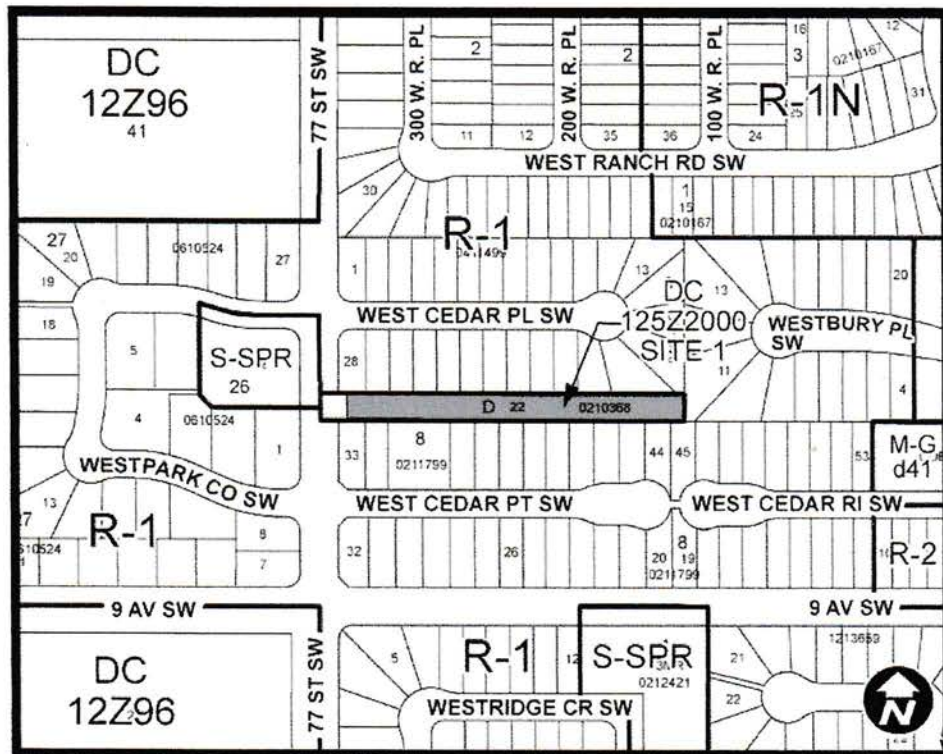 DC
12Z96
41
77 ST SW
300 W. R. PL
200 W. R. PL
100 W. R. PL
2
2
16
3
25
0210167
12
31
R-1N
11
12
35
36
24
WEST RANCH RD SW
30
1
15
0210167
R-1
27
20
19
0610524
27
1
0411499
13
DC
125Z2000
SITE 1
13
20
WEST CEDAR PL SW
WESTBURY PL
SW
18
5
S-SPR
26
28
11
4
D 22 0210368
4
0610524
1
33
8
0211799
44
45
53
M-G
d41
WESTPARK CO SW
WEST CEDAR PT SW
WEST CEDAR RI SW
13
27
R-1
8
7
32
26
20
8
19
0211799
R-2
9 AV SW
9 AV SW
DC
12Z96
77 ST SW
5
R-1
12
S-SPR
0212421
1213659
21
22
WESTRIDGE CR SW
N